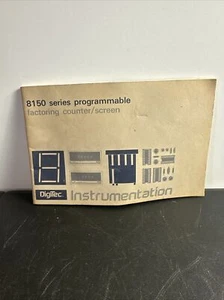 8150 series programmable
factoring counter/screen
DigiTec
Instrumentation